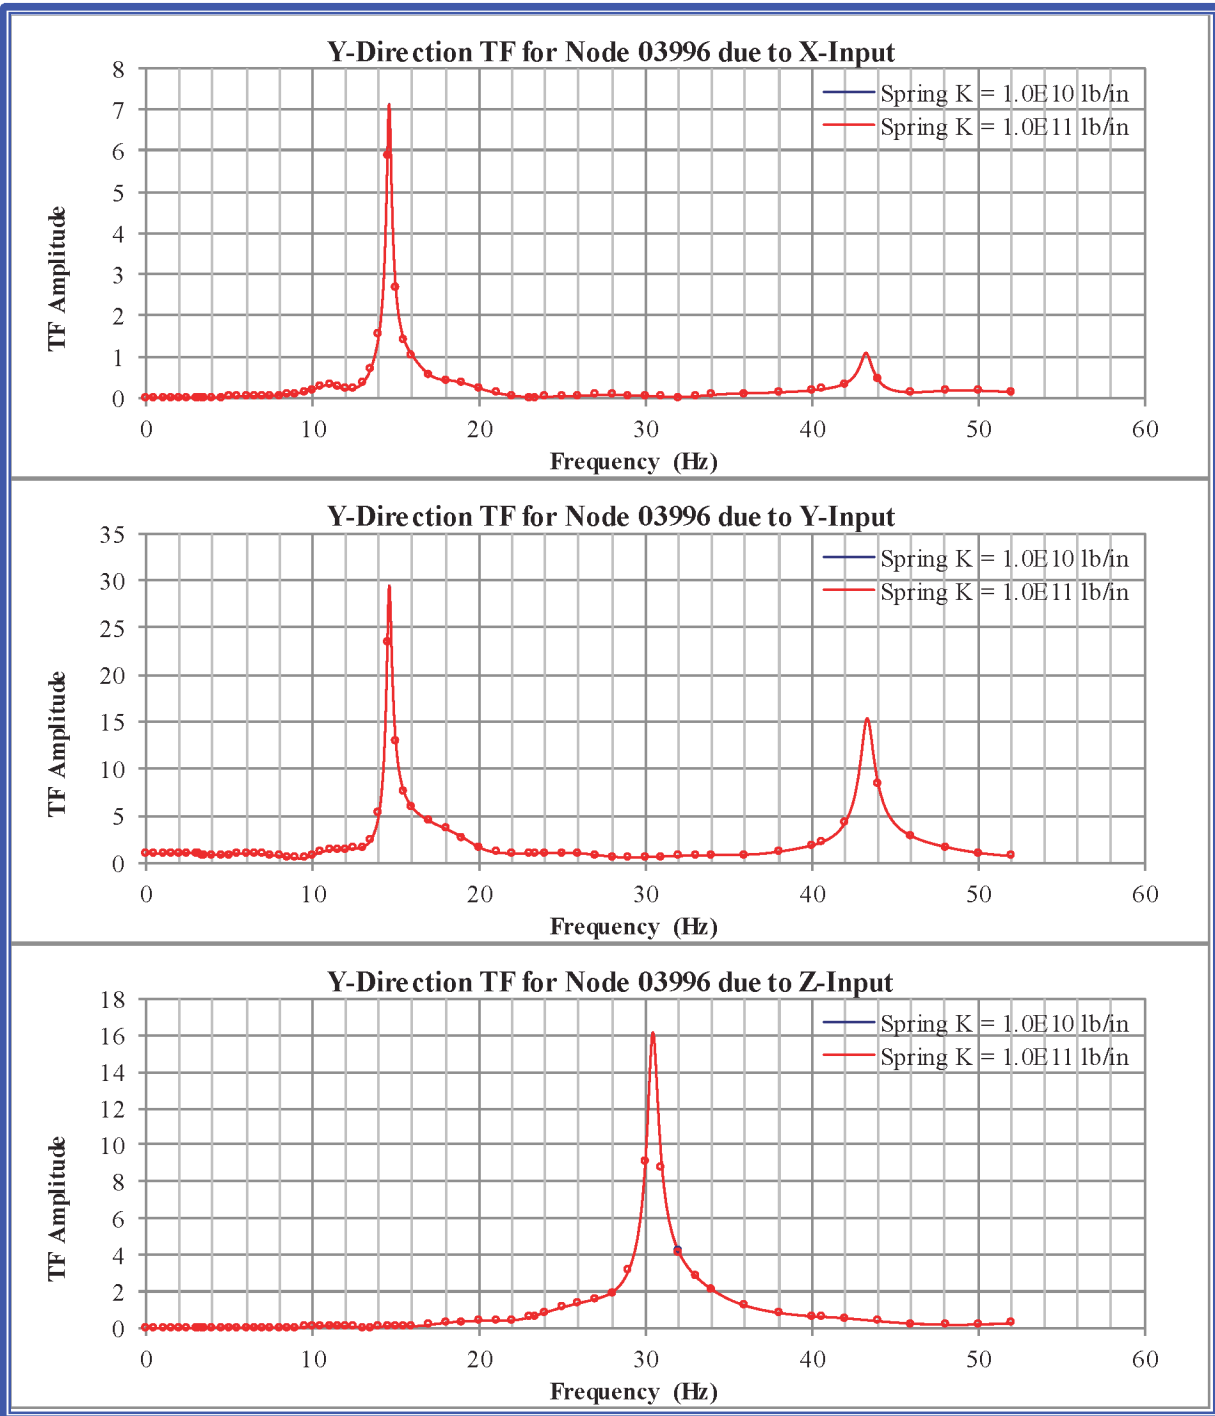 Y-Direction TF for Node 03996 due to X-Input
8
7
6
5
4
3
2
1
0
TF Amplitude
Spring K = 1.0E10 lb/in
Spring K = 1.0E11 lb/in
0 10 20 30 40 50 60
Frequency (Hz)
Y-Direction TF for Node 03996 due to Y-Input
35
30
25
20
15
10
5
0
TF Amplitude
Spring K = 1.0E10 lb/in
Spring K = 1.0E11 lb/in
0 10 20 30 40 50 60
Frequency (Hz)
Y-Direction TF for Node 03996 due to Z-Input
18
16
14
12
10
8
6
4
2
0
TF Amplitude
Spring K = 1.0E10 lb/in
Spring K = 1.0E11 lb/in
0 10 20 30 40 50 60
Frequency (Hz)